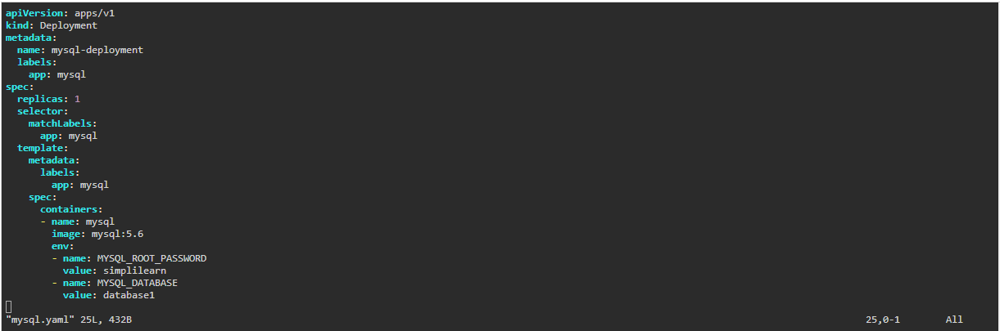 apiVersion: apps/v1
kind: Deployment
metadata:
  name: mysql-deployment
  labels:
    app: mysql
spec:
  replicas: 1
  selector:
    matchLabels:
      app: mysql
  template:
    metadata:
      labels:
        app: mysql
    spec:
      containers:
      - name: mysql
        image: mysql:5.6
        env:
        - name: MYSQL_ROOT_PASSWORD
          value: simplilearn
        - name: MYSQL_DATABASE
          value: database1
"mysql.yaml" 25L, 432B 25,0-1 All